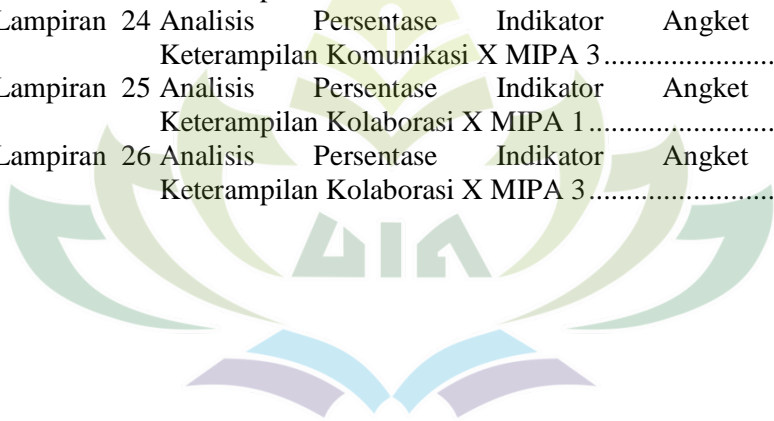 Lampiran 24 Analisis Persentase Indikator Angket
Keterampilan Komunikasi X MIPA 3........................
Lampiran 25 Analisis Persentase Indikator Angket
Keterampilan Kolaborasi X MIPA 1..........................
Lampiran 26 Analisis Persentase Indikator Angket
Keterampilan Kolaborasi X MIPA 3..........................
UIN